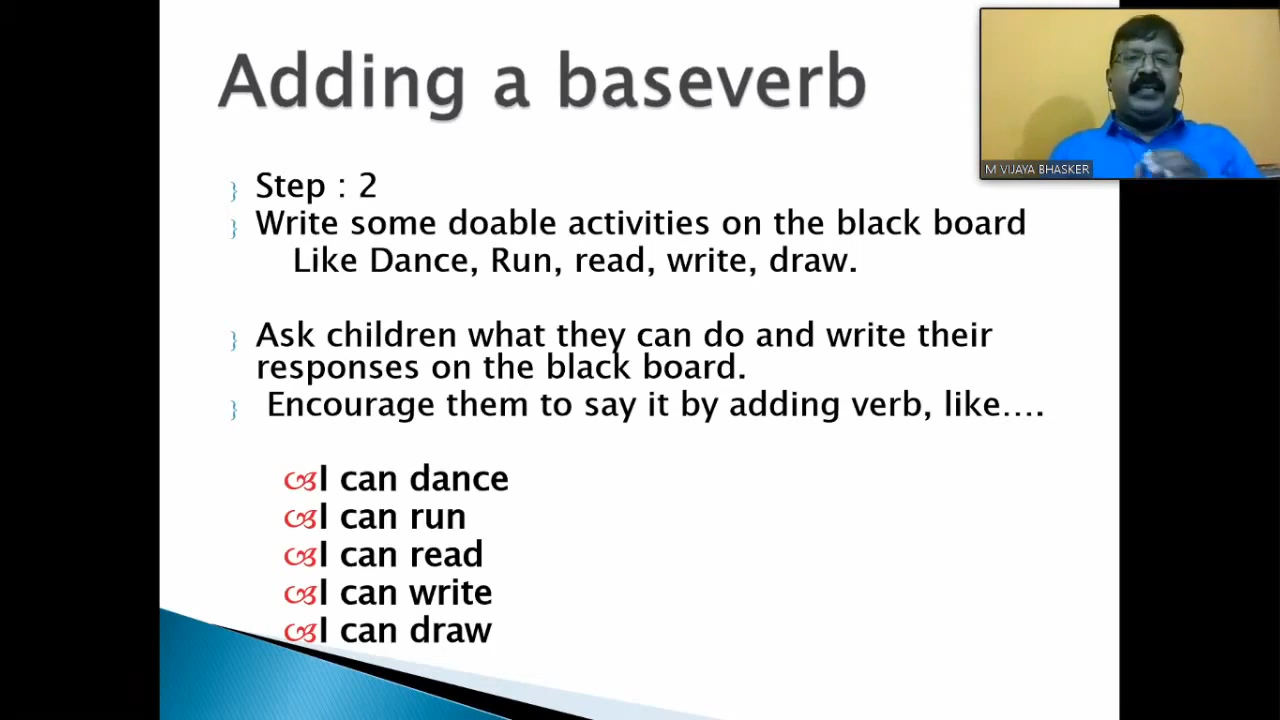 Adding a baseverb
M VIJAYA BHASKER
Step : 2
Write some doable activities on the black board
Like Dance, Run, read, write, draw.
Ask children what they can do and write their
responses on the black board.
Encourage them to say it by adding verb, like....
I can dance
I can run
I can read
I can write
I can draw